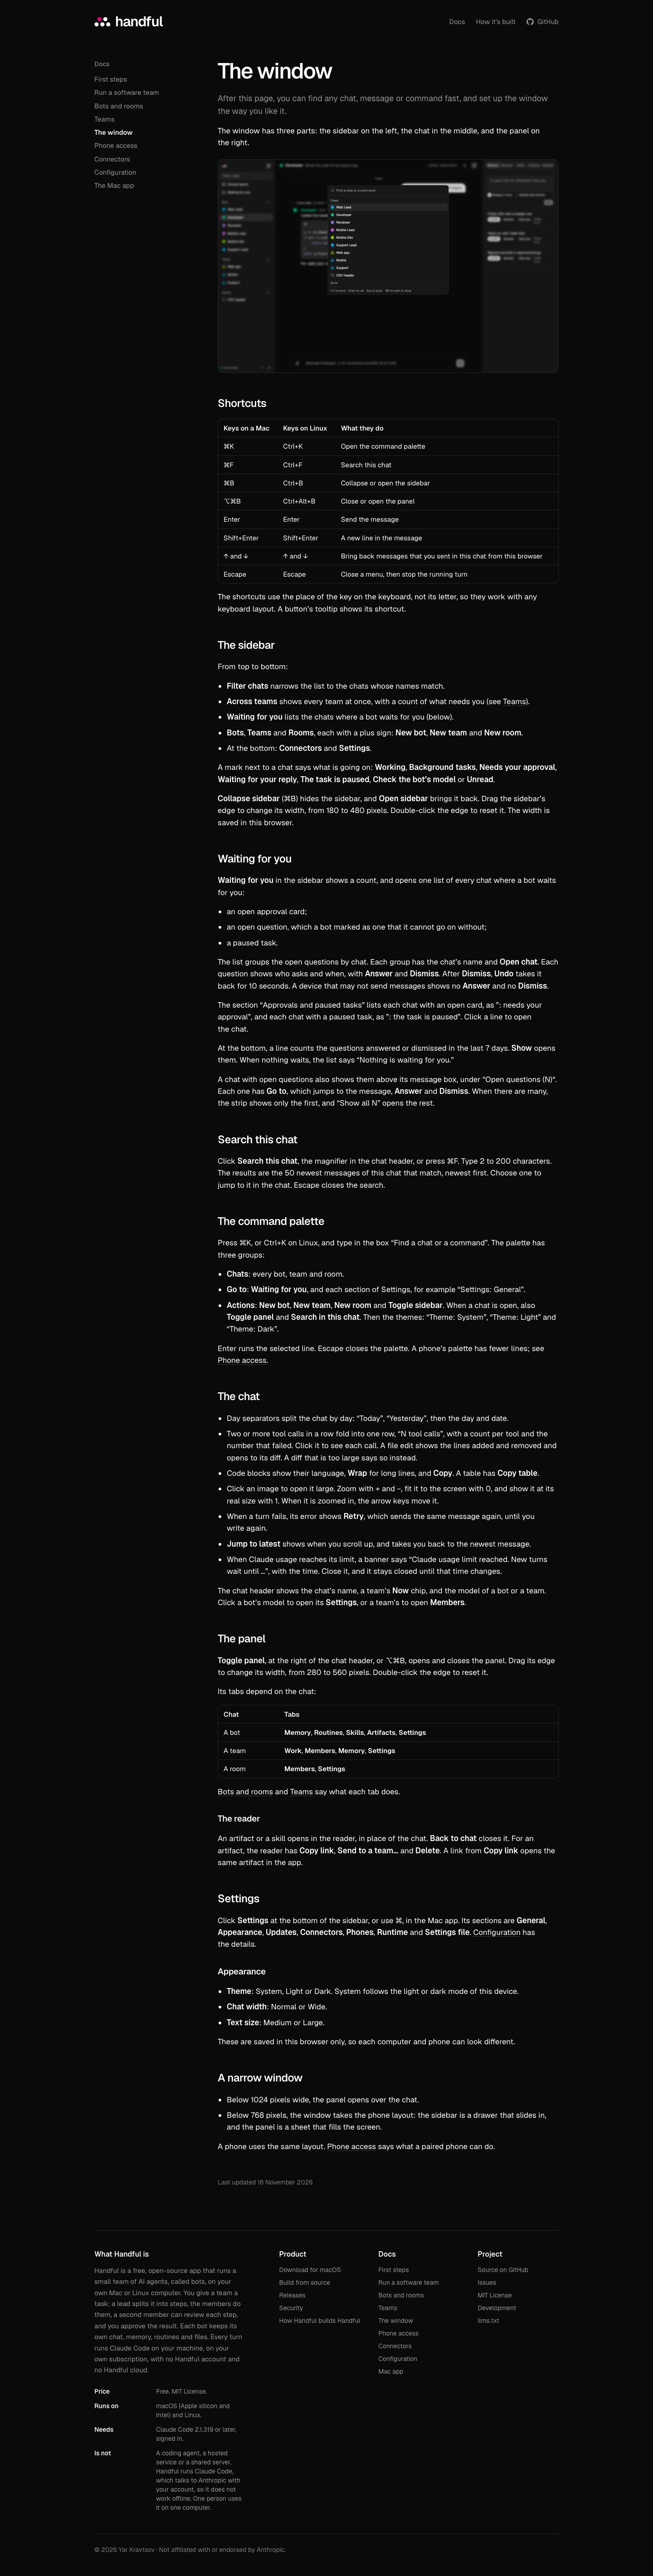 handful
Docs
How it's built
GitHub
Docs
First steps
Run a software team
Bots and rooms
Teams
The window
Phone access
Connectors
Configuration
The Mac app
The window
After this page, you can find any chat, message or command fast, and set up the window
the way you like it.
The window has three parts: the sidebar on the left, the chat in the middle, and the panel on
the right.
Find a chat or a command
Chats
Web Lead
Developer
Reviewer
Mobile Lead
Mobile Dev
Support Lead
Web app
Mobile
Support
CSV header
Go to
Shortcuts
Keys on a Mac Keys on Linux What they do
⌘K Ctrl+K Open the command palette
⌘F Ctrl+F Search this chat
⌘B Ctrl+B Collapse or open the sidebar
⌥⌘B Ctrl+Alt+B Close or open the panel
Enter Enter Send the message
Shift+Enter Shift+Enter A new line in the message
↑ and ↓ ↑ and ↓ Bring back messages that you sent in this chat from this browser
Escape Escape Close a menu, then stop the running turn
The shortcuts use the place of the key on the keyboard, not its letter, so they work with any
keyboard layout. A button's tooltip shows its shortcut.
The sidebar
From top to bottom:
• Filter chats narrows the list to the chats whose names match.
• Across teams shows every team at once, with a count of what needs you (see Teams).
• Waiting for you lists the chats where a bot waits for you (below).
• Bots, Teams and Rooms, each with a plus sign: New bot, New team and New room.
• At the bottom: Connectors and Settings.
A mark next to a chat says what is going on: Working, Background tasks, Needs your approval,
Waiting for your reply, The task is paused, Check the bot's model or Unread.
Collapse sidebar (⌘B) hides the sidebar, and Open sidebar brings it back. Drag the sidebar's
edge to change its width, from 180 to 480 pixels. Double-click the edge to reset it. The width is
saved in this browser.
Waiting for you
Waiting for you in the sidebar shows a count, and opens one list of every chat where a bot waits
for you:
• an open approval card;
• an open question, which a bot marked as one that it cannot go on without;
• a paused task.
The list groups the open questions by chat. Each group has the chat's name and Open chat. Each
question shows who asks and when, with Answer and Dismiss. After Dismiss, Undo takes it
back for 10 seconds. A device that may not send messages shows no Answer and no Dismiss.
The section "Approvals and paused tasks" lists each chat with an open card, as ": needs your
approval", and each chat with a paused task, as ": the task is paused". Click a line to open
the chat.
At the bottom, a line counts the questions answered or dismissed in the last 7 days. Show opens
them. When nothing waits, the list says "Nothing is waiting for you."
A chat with open questions also shows them above its message box, under "Open questions (N)".
Each one has Go to, which jumps to the message, Answer and Dismiss. When there are many,
the strip shows only the first, and "Show all N" opens the rest.
Search this chat
Click Search this chat, the magnifier in the chat header, or press ⌘F. Type 2 to 200 characters.
The results are the 50 newest messages of this chat that match, newest first. Choose one to
jump to it in the chat. Escape closes the search.
The command palette
Press ⌘K, or Ctrl+K on Linux, and type in the box "Find a chat or a command". The palette has
three groups:
• Chats: every bot, team and room.
• Go to: Waiting for you, and each section of Settings, for example "Settings: General".
• Actions: New bot, New team, New room and Toggle sidebar. When a chat is open, also
Toggle panel and Search in this chat. Then the themes: "Theme: System", "Theme: Light" and
"Theme: Dark".
Enter runs the selected line. Escape closes the palette. A phone's palette has fewer lines; see
Phone access.
The chat
• Day separators split the chat by day: "Today", "Yesterday", then the day and date.
• Two or more tool calls in a row fold into one row, "N tool calls", with a count per tool and the
number that failed. Click it to see each call. A file edit shows the lines added and removed and
opens to its diff. A diff that is too large says so instead.
• Code blocks show their language, Wrap for long lines, and Copy. A table has Copy table.
• Click an image to open it large. Zoom with + and −, fit it to the screen with 0, and show it at its
real size with 1. When it is zoomed in, the arrow keys move it.
• When a turn fails, its error shows Retry, which sends the same message again, until you
write again.
• Jump to latest shows when you scroll up, and takes you back to the newest message.
• When Claude usage reaches its limit, a banner says "Claude usage limit reached. New turns
wait until …", with the time. Close it, and it stays closed until that time changes.
The chat header shows the chat's name, a team's Now chip, and the model of a bot or a team.
Click a bot's model to open its Settings, or a team's to open Members.
The panel
Toggle panel, at the right of the chat header, or ⌥⌘B, opens and closes the panel. Drag its edge
to change its width, from 280 to 560 pixels. Double-click the edge to reset it.
Its tabs depend on the chat:
Chat Tabs
A bot Memory, Routines, Skills, Artifacts, Settings
A team Work, Members, Memory, Settings
A room Members, Settings
Bots and rooms and Teams say what each tab does.
The reader
An artifact or a skill opens in the reader, in place of the chat. Back to chat closes it. For an
artifact, the reader has Copy link, Send to a team… and Delete. A link from Copy link opens the
same artifact in the app.
Settings
Click Settings at the bottom of the sidebar, or use ⌘, in the Mac app. Its sections are General,
Appearance, Updates, Connectors, Phones, Runtime and Settings file. Configuration has
the details.
Appearance
• Theme: System, Light or Dark. System follows the light or dark mode of this device.
• Chat width: Normal or Wide.
• Text size: Medium or Large.
These are saved in this browser only, so each computer and phone can look different.
A narrow window
• Below 1024 pixels wide, the panel opens over the chat.
• Below 768 pixels, the window takes the phone layout: the sidebar is a drawer that slides in,
and the panel is a sheet that fills the screen.
A phone uses the same layout. Phone access says what a paired phone can do.
Last updated 16 November 2026
What Handful is
Handful is a free, open-source app that runs a
small team of AI agents, called bots, on your
own Mac or Linux computer. You give a team a
task: a lead splits it into steps, the members do
them, a second member can review each step,
and you approve the result. Each bot keeps its
own chat, memory, routines and files. Every turn
runs Claude Code on your machine, on your
own subscription, with no Handful account and
no Handful cloud.
Price Free. MIT License.
Runs on macOS (Apple silicon and
Intel) and Linux.
Needs Claude Code 2.1.319 or later,
signed in.
Is not A coding agent, a hosted
service or a shared server.
Handful runs Claude Code,
which talks to Anthropic with
your account, so it does not
work offline. One person uses
it on one computer.
Product
Download for macOS
Build from source
Releases
Security
How Handful builds Handful
Docs
First steps
Run a software team
Bots and rooms
Teams
The window
Phone access
Connectors
Configuration
Mac app
Project
Source on GitHub
Issues
MIT License
Development
llms.txt
© 2026 Yar Kravtsov · Not affiliated with or endorsed by Anthropic.